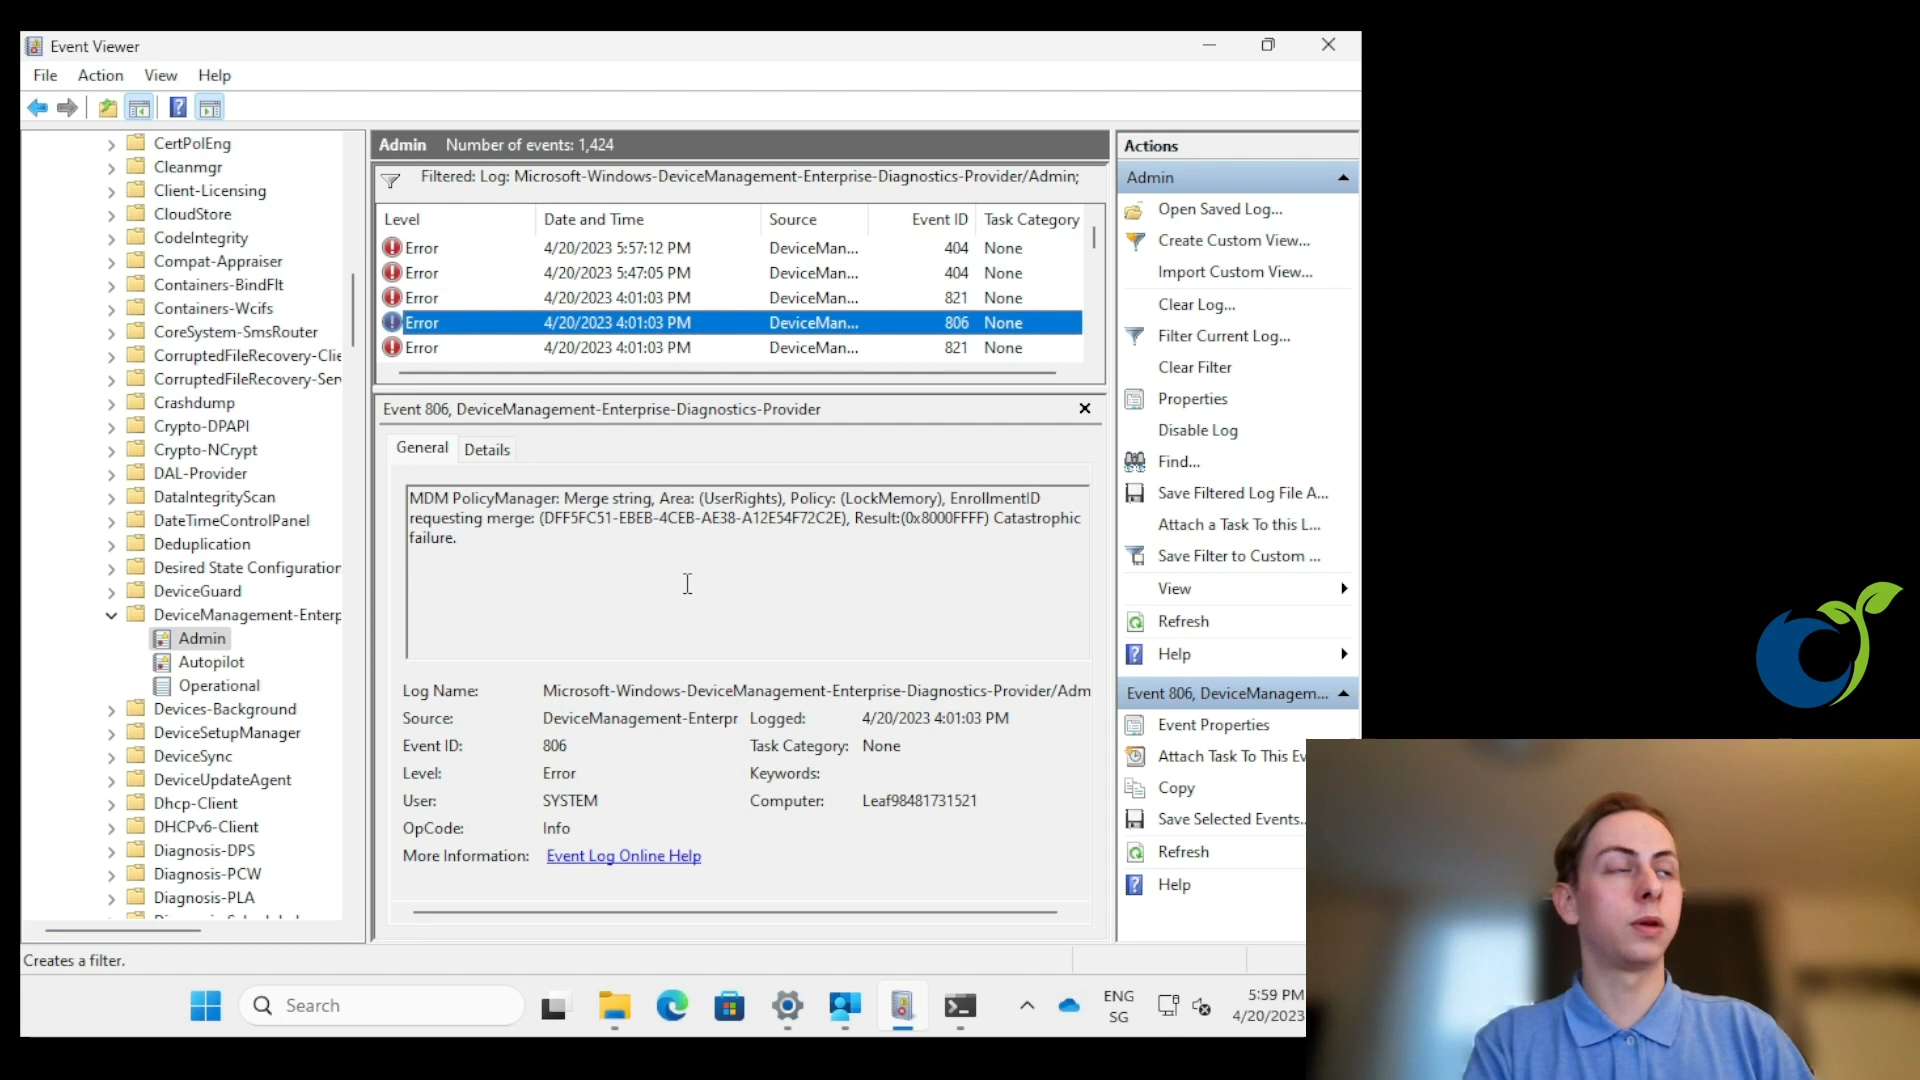 Event Viewer
File Action View Help
CertPolEng
Cleanmgr
Client-Licensing
CloudStore
CodeIntegrity
Compat-Appraiser
Containers-BindFlt
Containers-Wcifs
CoreSystem-SmsRouter
CorruptedFileRecovery-Clie
CorruptedFileRecovery-Ser
Crashdump
Crypto-DPAPI
Crypto-NCrypt
DAL-Provider
DataIntegrityScan
DateTimeControlPanel
Deduplication
Desired State Configuration
DeviceGuard
DeviceManagement-Enterp
Admin
Autopilot
Operational
Devices-Background
DeviceSetupManager
DeviceSync
DeviceUpdateAgent
Dhcp-Client
DHCPv6-Client
Diagnosis-DPS
Diagnosis-PCW
Diagnosis-PLA
Admin Number of events: 1,424
Filtered: Log: Microsoft-Windows-DeviceManagement-Enterprise-Diagnostics-Provider/Admin;
Level Date and Time Source Event ID Task Category
Error 4/20/2023 5:57:12 PM DeviceMan... 404 None
Error 4/20/2023 5:47:05 PM DeviceMan... 404 None
Error 4/20/2023 4:01:03 PM DeviceMan... 821 None
Error 4/20/2023 4:01:03 PM DeviceMan... 806 None
Error 4/20/2023 4:01:03 PM DeviceMan... 821 None
Event 806, DeviceManagement-Enterprise-Diagnostics-Provider
General Details
MDM PolicyManager: Merge string, Area: (UserRights), Policy: (LockMemory), EnrollmentID
requesting merge: (DFF5FC51-EBEB-4CEB-AE38-A12E54F72C2E), Result:(0x8000FFFF) Catastrophic
failure.
Log Name: Microsoft-Windows-DeviceManagement-Enterprise-Diagnostics-Provider/Adm
Source: DeviceManagement-Enterpr Logged: 4/20/2023 4:01:03 PM
Event ID: 806 Task Category: None
Level: Error Keywords:
User: SYSTEM Computer: Leaf98481731521
OpCode: Info
More Information: Event Log Online Help
Actions
Admin
Open Saved Log...
Create Custom View...
Import Custom View...
Clear Log...
Filter Current Log...
Clear Filter
Properties
Disable Log
Find...
Save Filtered Log File A...
Attach a Task To this L...
Save Filter to Custom ...
View
Refresh
Help
Event 806, DeviceManagem...
Event Properties
Attach Task To This Ev
Copy
Save Selected Events..
Refresh
Help
Creates a filter.
Search
ENG
SG
5:59 PM
4/20/2023